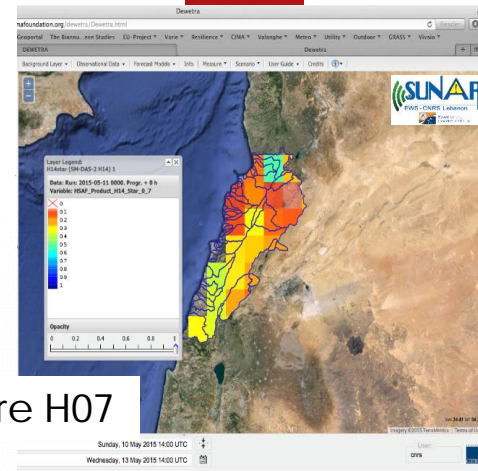 Dewetra
mafoundation.org/dewetra/Dewetra.html
Reader
Geoportal The Biannu...een Studies EU-Project Varie Resilience CIMA Valanghe Meteo Utility Outdoor GRASS Vivaio
DEWETRA Dewetra
Background Layer Observational Data Forecast Models Info Measure Scenario User Guide Credits
SUNAR
EWS - CNRS Lebanon
Layer Legend:
H14star (SM-DAS-2 H14) 1
Data: Run: 2015-05-11 0000. Progr. + 0 h
Variable: HSAF_Product_H14_Star_0_7
0
0.1
0.2
0.3
0.4
0.5
0.6
0.7
0.8
0.9
1
Opacity
0 0.2 0.4 0.6 0.8 1
re H07
Imagery ©2015 TerraMetrics Terms of U
Sunday, 10 May 2015 14:00 UTC
Wednesday, 13 May 2015 14:00 UTC
User:
cnrs